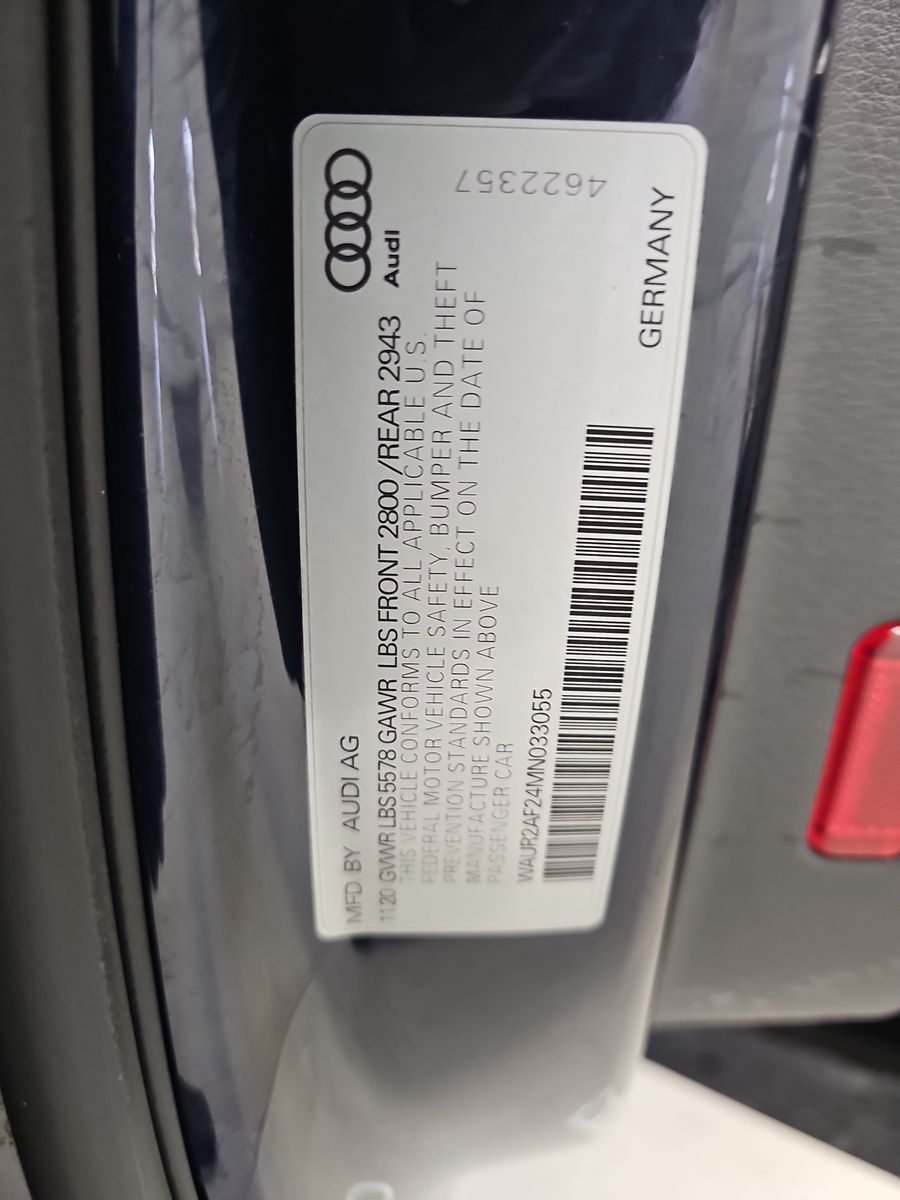 MFD. BY AUDI AG
Audi
1120 GVWR LBS 5578 GAWR LBS FRONT 2800/REAR 2943
THIS VEHICLE CONFORMS TO ALL APPLICABLE U.S.
FEDERAL MOTOR VEHICLE SAFETY, BUMPER AND THEFT
PREVENTION STANDARDS IN EFFECT ON THE DATE OF
MANUFACTURE SHOWN ABOVE
PASSENGER CAR
WAUR2AF24MN033055
GERMANY
4622357